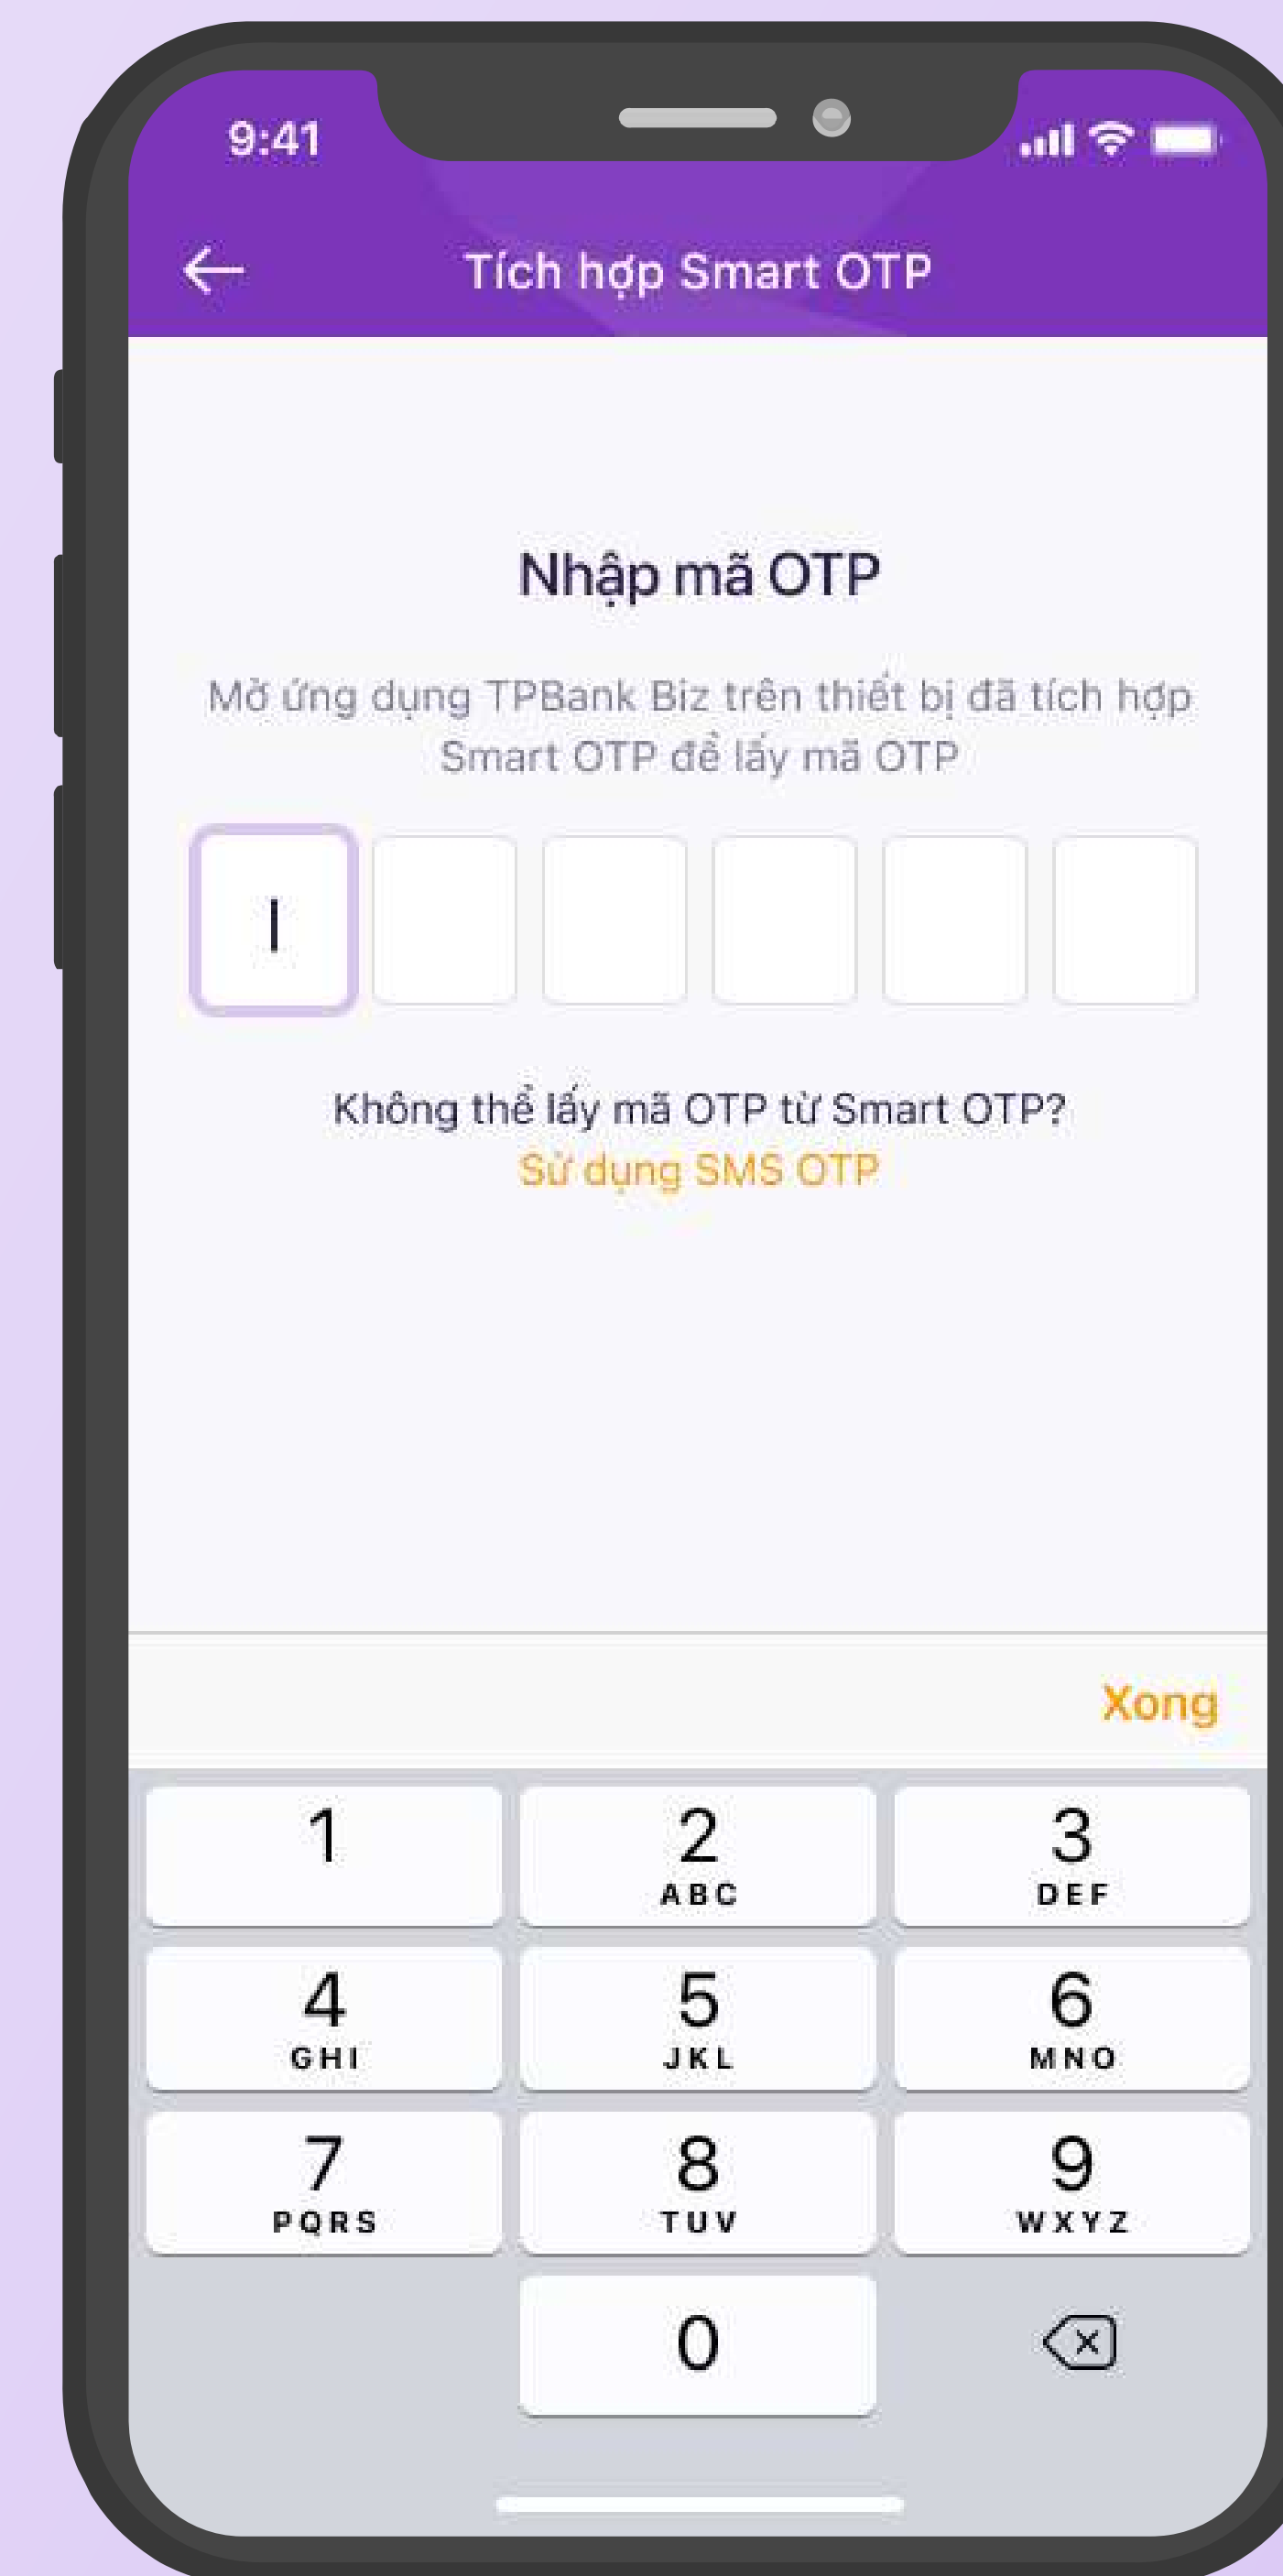 9:41
Tích hợp Smart OTP
Nhập mã OTP
Mở ứng dụng TPBank Biz trên thiết bị đã tích hợp
Smart OTP để lấy mã OTP
Không thể lấy mã OTP từ Smart OTP?
Sử dụng SMS OTP
Xong
1 2 3
ABC DEF
4 5 6
GHI JKL MNO
7 8 9
PQRS TUV WXYZ
0